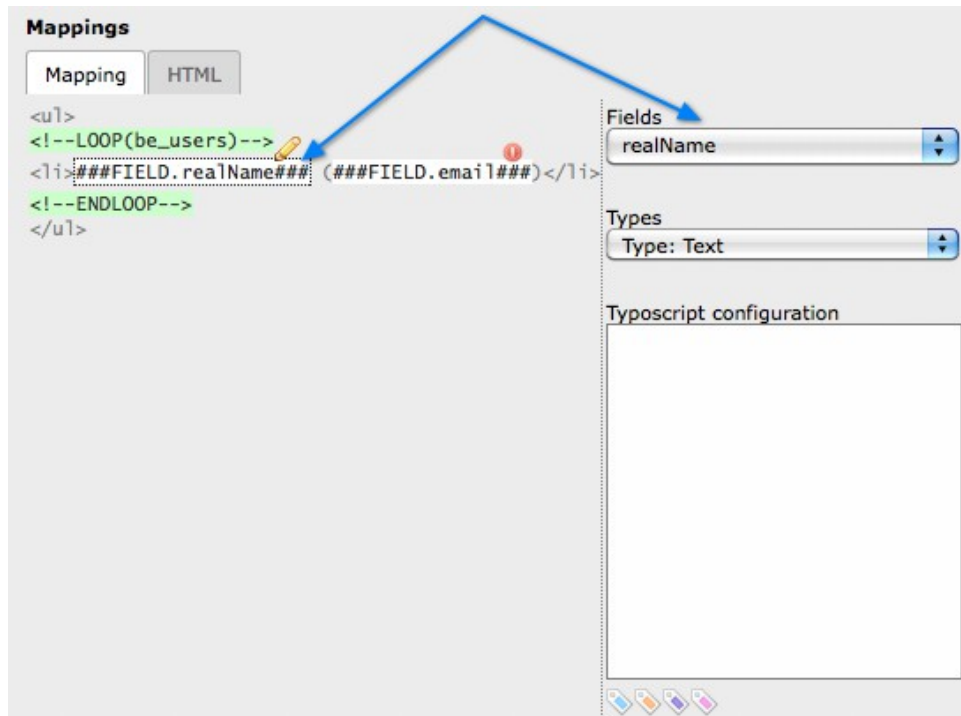 Mappings
Mapping
HTML
<ul>
<!--LOOP(be_users)-->
<li>###FIELD.realName### (###FIELD.email###)</li>
<!--ENDLOOP-->
</ul>
Fields
realName
Types
Type: Text
Typoscript configuration